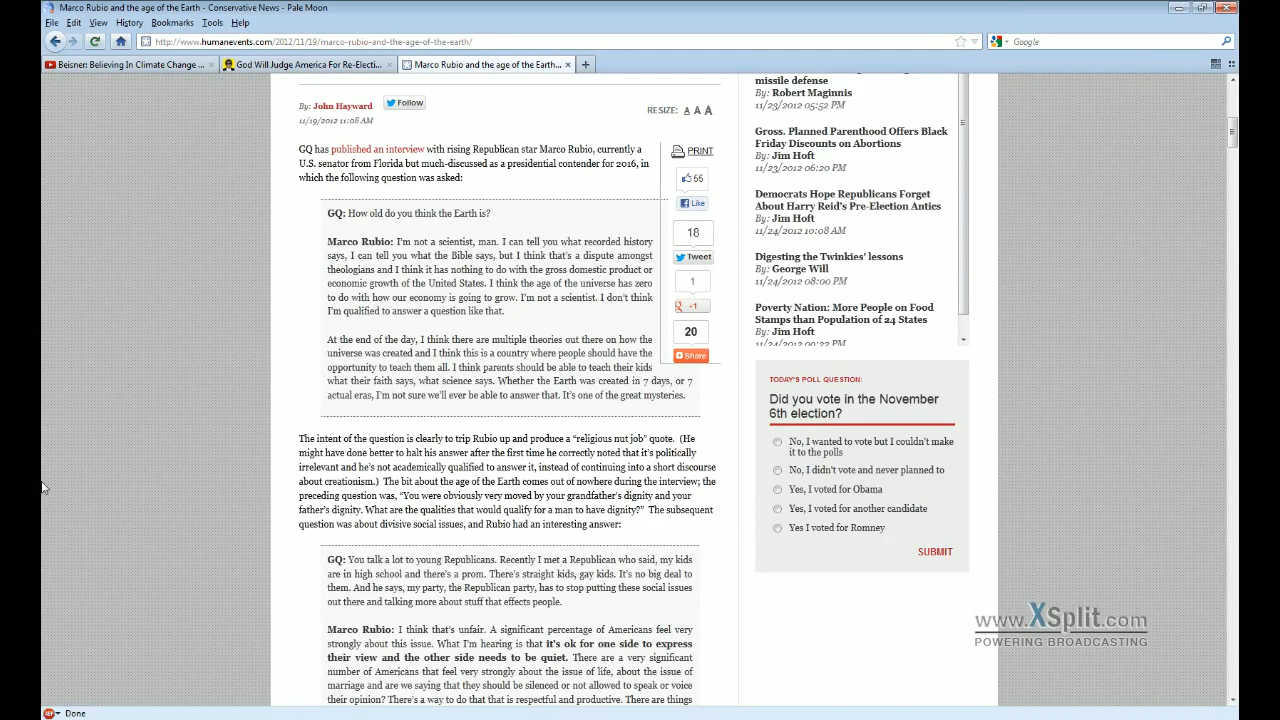 Marco Rubio and the age of the Earth - Conservative News - Pale Moon
File Edit View History Bookmarks Tools Help
http://www.humanevents.com/2012/11/19/marco-rubio-and-the-age-of-the-earth/
Google
Beisner: Believing In Climate Change ...
God Will Judge America For Re-Electi...
Marco Rubio and the age of the Earth...
By: John Hayward
Follow
11/19/2012 11:08 AM
RESIZE: A A A
GQ has published an interview with rising Republican star Marco Rubio, currently a
U.S. senator from Florida but much-discussed as a presidential contender for 2016, in
which the following question was asked:
PRINT
55
Like
18
Tweet
1
+1
20
Share
GQ: How old do you think the Earth is?
Marco Rubio: I'm not a scientist, man. I can tell you what recorded history
says, I can tell you what the Bible says, but I think that's a dispute amongst
theologians and I think it has nothing to do with the gross domestic product or
economic growth of the United States. I think the age of the universe has zero
to do with how our economy is going to grow. I'm not a scientist. I don't think
I'm qualified to answer a question like that.
At the end of the day, I think there are multiple theories out there on how the
universe was created and I think this is a country where people should have the
opportunity to teach them all. I think parents should be able to teach their kids
what their faith says, what science says. Whether the Earth was created in 7 days, or 7
actual eras, I'm not sure we'll ever be able to answer that. It's one of the great mysteries.
The intent of the question is clearly to trip Rubio up and produce a “religious nut job” quote. (He
might have done better to halt his answer after the first time he correctly noted that it's politically
irrelevant and he's not academically qualified to answer it, instead of continuing into a short discourse
about creationism.) The bit about the age of the Earth comes out of nowhere during the interview; the
preceding question was, “You were obviously very moved by your grandfather's dignity and your
father's dignity. What are the qualities that would qualify for a man to have dignity?” The subsequent
question was about divisive social issues, and Rubio had an interesting answer:
GQ: You talk a lot to young Republicans. Recently I met a Republican who said, my kids
are in high school and there's a prom. There's straight kids, gay kids. It's no big deal to
them. And he says, my party, the Republican party, has to stop putting these social issues
out there and talking more about stuff that effects people.
Marco Rubio: I think that's unfair. A significant percentage of Americans feel very
strongly about this issue. What I'm hearing is that it's ok for one side to express
their view and the other side needs to be quiet. There are a very significant
number of Americans that feel very strongly about the issue of life, about the issue of
marriage and are we saying that they should be silenced or not allowed to speak or voice
their opinion? There's a way to do that that is respectful and productive. There are things
missile defense
By: Robert Maginnis
11/23/2012 05:52 PM
Gross. Planned Parenthood Offers Black
Friday Discounts on Abortions
By: Jim Hoft
11/23/2012 06:20 PM
Democrats Hope Republicans Forget
About Harry Reid's Pre-Election Antics
By: Jim Hoft
11/24/2012 10:08 AM
Digesting the Twinkies' lessons
By: George Will
11/24/2012 08:00 PM
Poverty Nation: More People on Food
Stamps than Population of 24 States
By: Jim Hoft
TODAY'S POLL QUESTION:
Did you vote in the November
6th election?
No, I wanted to vote but I couldn't make
it to the polls
No, I didn't vote and never planned to
Yes, I voted for Obama
Yes, I voted for another candidate
Yes I voted for Romney
SUBMIT
www.XSplit.com
POWERING BROADCASTING
ABP
Done